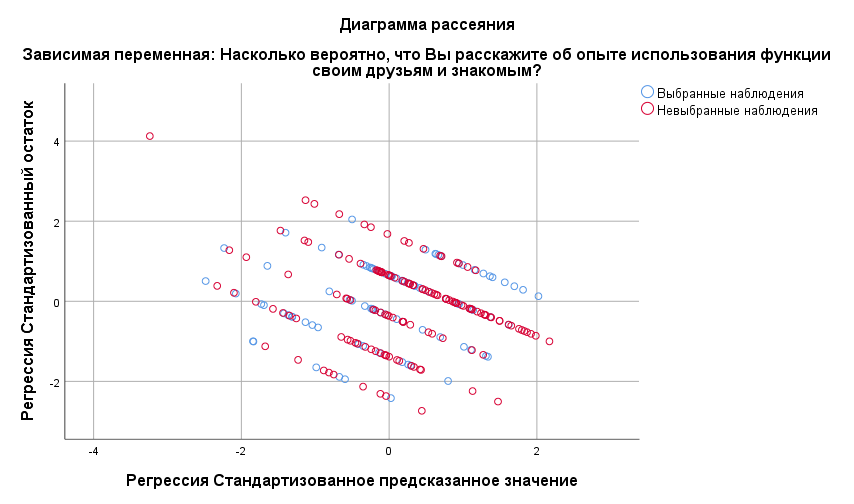 Диаграмма рассеяния
Зависимая переменная: Насколько вероятно, что Вы расскажите об опыте использования функции
своим друзьям и знакомым?
Выбранные наблюдения
Невыбранные наблюдения
Регрессия Стандартизованный остаток
4
2
0
-2
-4
-2
0
2
Регрессия Стандартизованное предсказанное значение